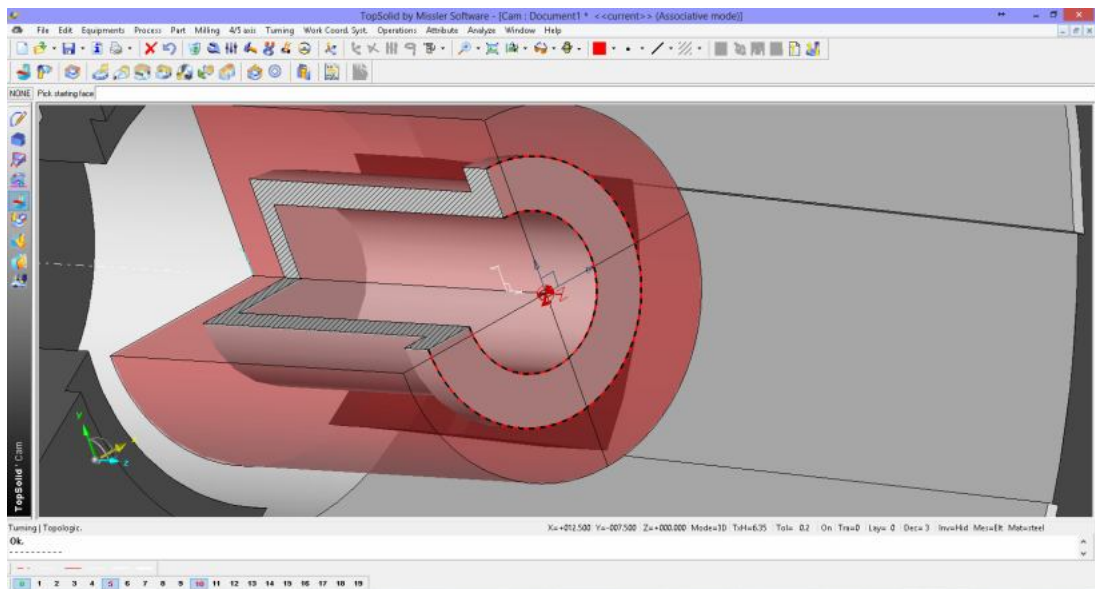 TopSolid by Missler Software - [Cam : Document1 * <<current>> (Associative mode)]
File Edit Equipments Process Part Milling 4/5 axis Turning Work Coord. Syst. Operations Attribute Analyze Window Help
NONE Pick starting face
Z
y
z
TopSolid'Cam
Turning | Topologic. X=+012.500 Y=-007.500 Z=+000.000 Mode=3D TxH=6.35 Tol= 0.2 On Tra=0 Lay= 0 Dec= 3 Inv=Hid Mes=Elt Mat=steel
Ok.
----------
0 1 2 3 4 5 6 7 8 9 10 11 12 13 14 15 16 17 18 19